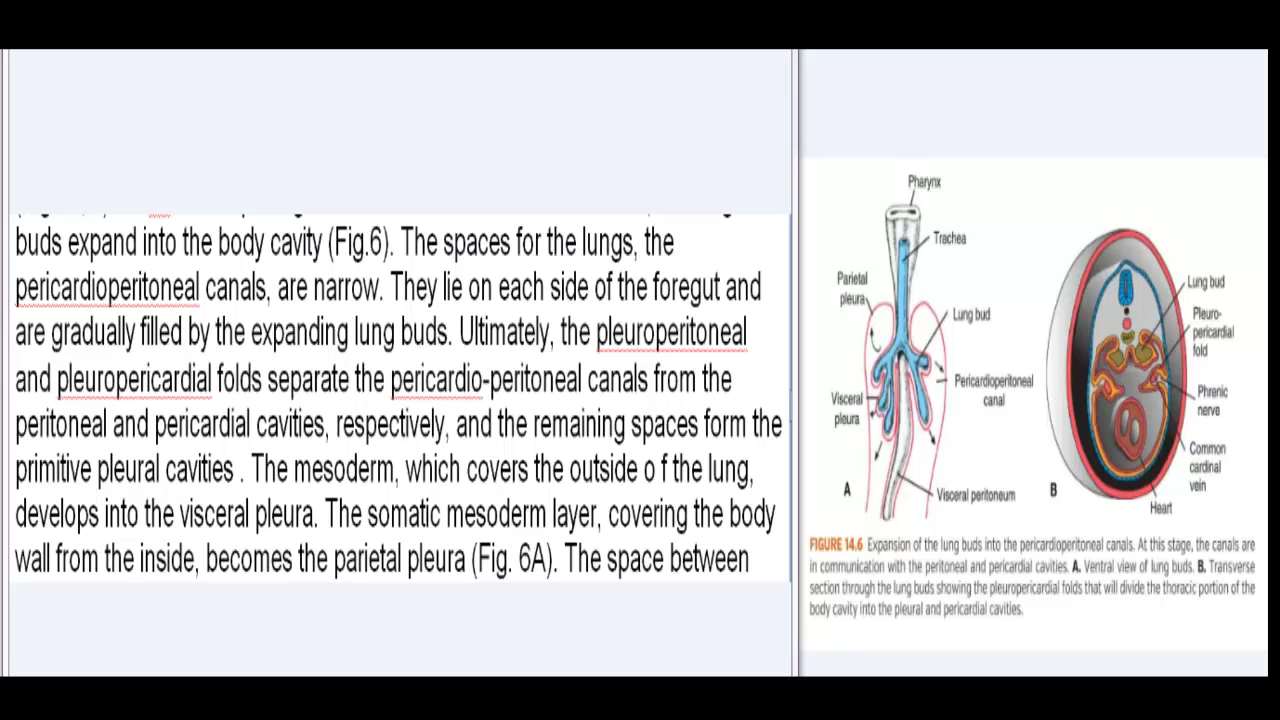 buds expand into the body cavity (Fig.6). The spaces for the lungs, the
pericardioperitoneal canals, are narrow. They lie on each side of the foregut and
are gradually filled by the expanding lung buds. Ultimately, the pleuroperitoneal
and pleuropericardial folds separate the pericardio-peritoneal canals from the
peritoneal and pericardial cavities, respectively, and the remaining spaces form the
primitive pleural cavities . The mesoderm, which covers the outside o f the lung,
develops into the visceral pleura. The somatic mesoderm layer, covering the body
wall from the inside, becomes the parietal pleura (Fig. 6A). The space between
Pharynx
Trachea
Parietal
pleura
Lung bud
Pericardioperitoneal
canal
Visceral
pleura
A
Visceral peritoneum
Lung bud
Pleuro-
pericardial
fold
Phrenic
nerve
Common
cardinal
vein
B
Heart
FIGURE 14.6 Expansion of the lung buds into the pericardioperitoneal canals. At this stage, the canals are
in communication with the peritoneal and pericardial cavities. A. Ventral view of lung buds. B. Transverse
section through the lung buds showing the pleuropericardial folds that will divide the thoracic portion of the
body cavity into the pleural and pericardial cavities.